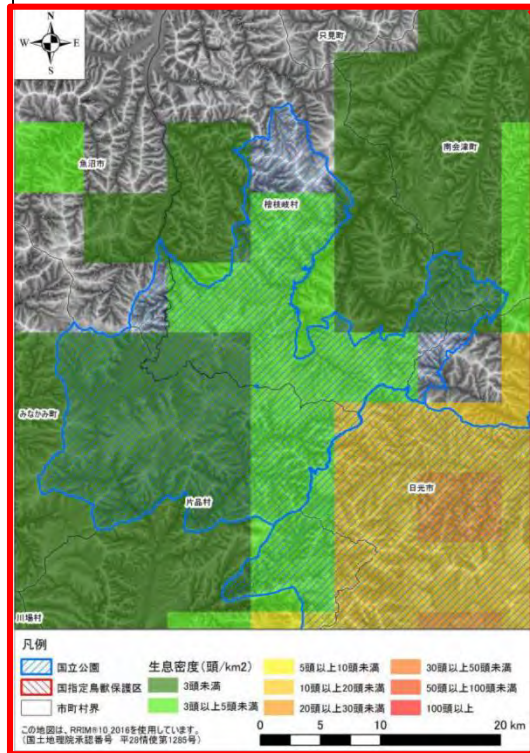 N
W E
S
只見町
南会津町
魚沼市
檜枝岐村
みなかみ町
片品村
日光市
川場村
凡例
国立公園
国指定鳥獣保護区
市町村界
生息密度(頭/km2)
3頭未満
3頭以上5頭未満
5頭以上10頭未満
10頭以上20頭未満
20頭以上30頭未満
30頭以上50頭未満
50頭以上100頭未満
100頭以上
この地図は、RRIM®10_2016を使用しています。
(国土地理院承認番号 平28情使第1285号)
0 5 10 20 km